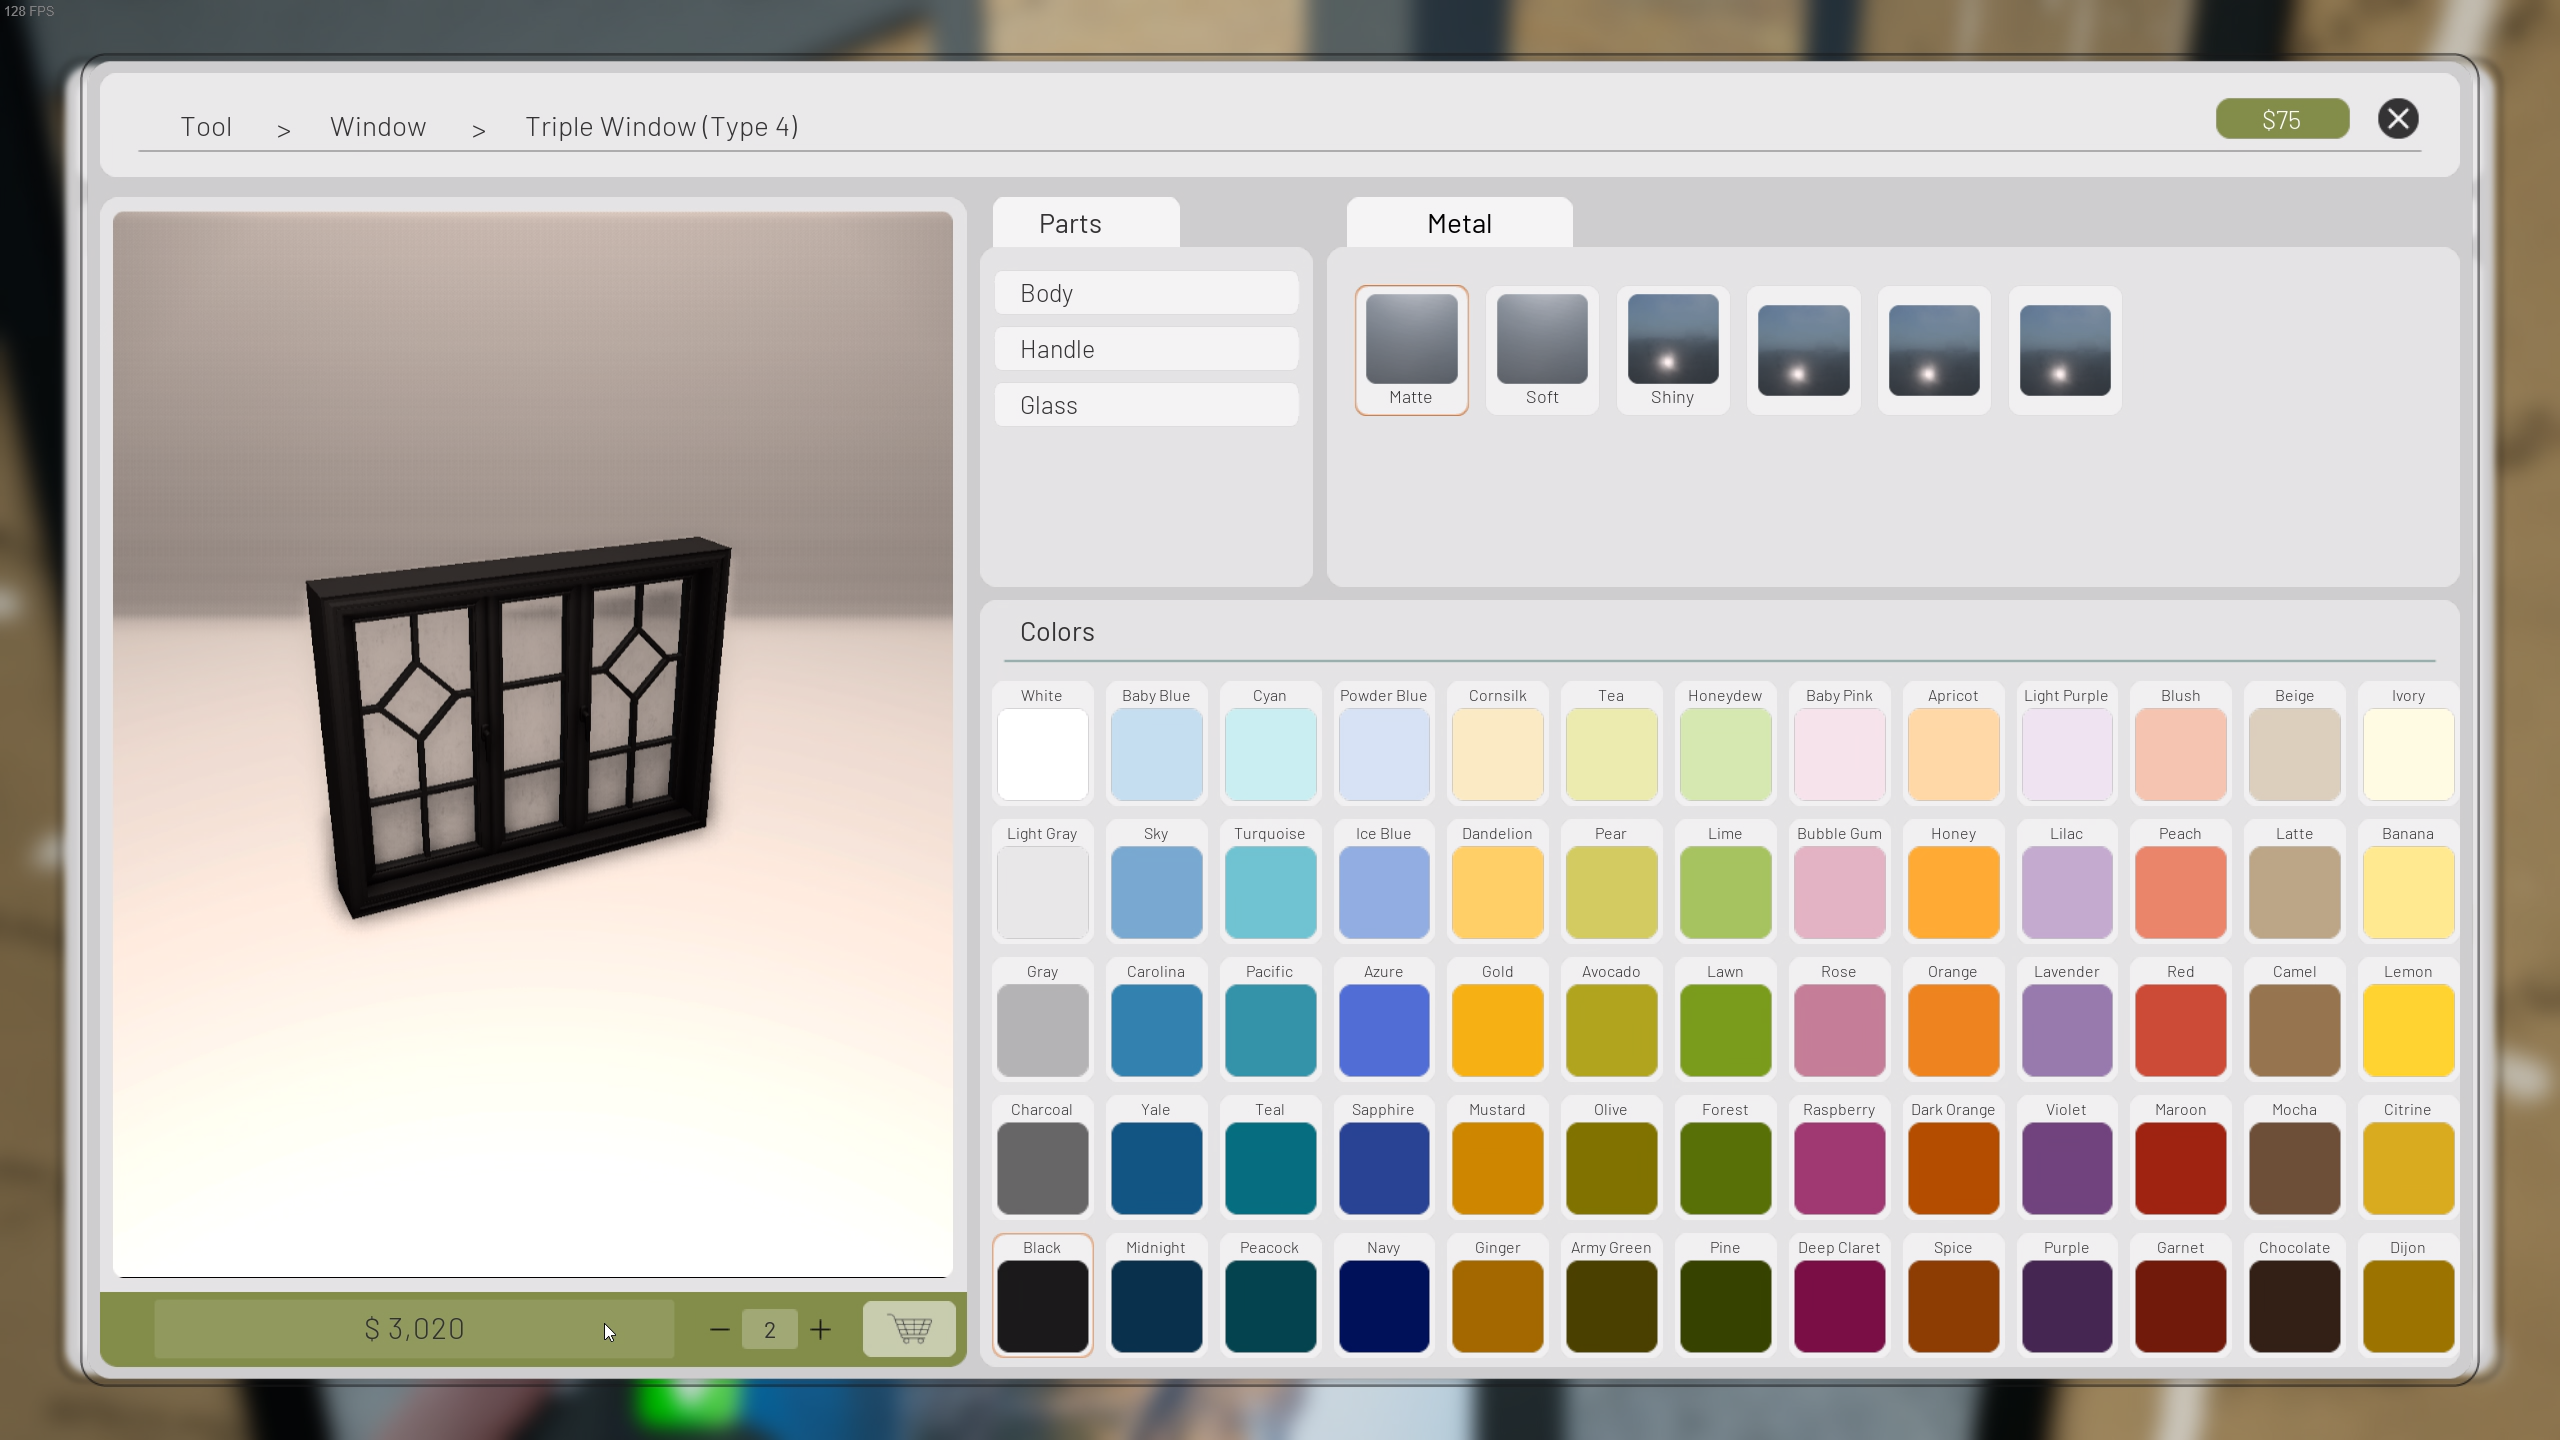 128 FPS
Tool > Window > Triple Window (Type 4)
$75
Parts
Metal
Body
Handle
Glass
Matte Soft Shiny
Colors
White Baby Blue Cyan Powder Blue Cornsilk Tea Honeydew Baby Pink Apricot Light Purple Blush Beige Ivory
Light Gray Sky Turquoise Ice Blue Dandelion Pear Lime Bubble Gum Honey Lilac Peach Latte Banana
Gray Carolina Pacific Azure Gold Avocado Lawn Rose Orange Lavender Red Camel Lemon
Charcoal Yale Teal Sapphire Mustard Olive Forest Raspberry Dark Orange Violet Maroon Mocha Citrine
Black Midnight Peacock Navy Ginger Army Green Pine Deep Claret Spice Purple Garnet Chocolate Dijon
$ 3,020
− 2 +